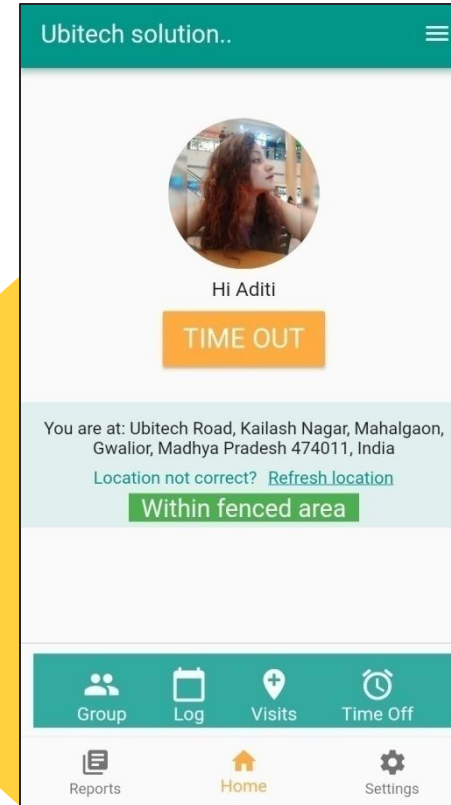 Ubitech solution..
Hi Aditi
TIME OUT
You are at: Ubitech Road, Kailash Nagar, Mahalgaon,
Gwalior, Madhya Pradesh 474011, India
Location not correct? Refresh location
Within fenced area
Group Log Visits Time Off
Reports Home Settings